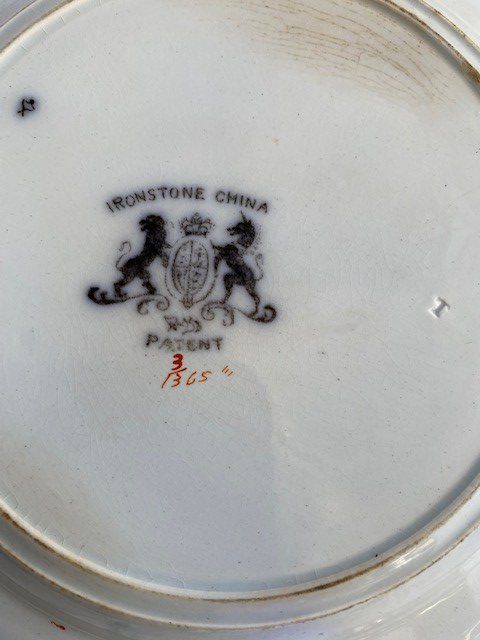 IRONSTONE CHINA
PATENT
3
1365 "'
I